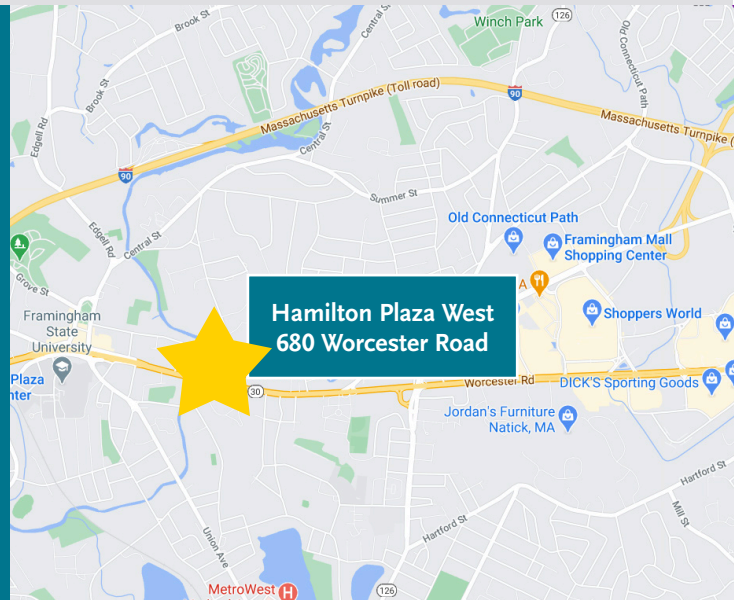 Winch Park
126
Central St
Brook St
Brook St
Old Connecticut Path
Edgell Rd
Massachusetts Turnpike (Toll road)
90
Massachusetts Turnpike (
Central St
90
Summer St
Old Connecticut Path
Edgell Rd
Central St
Framingham Mall
Shopping Center
Grove St
A
Hamilton Plaza West
680 Worcester Road
Shoppers World
Framingham
State
University
Plaza
nter
30
Worcester Rd
DICK'S Sporting Goods
Jordan's Furniture
Natick, MA
Hartford St
Mill St
Hartford St
Union Ave
MetroWest
H
126